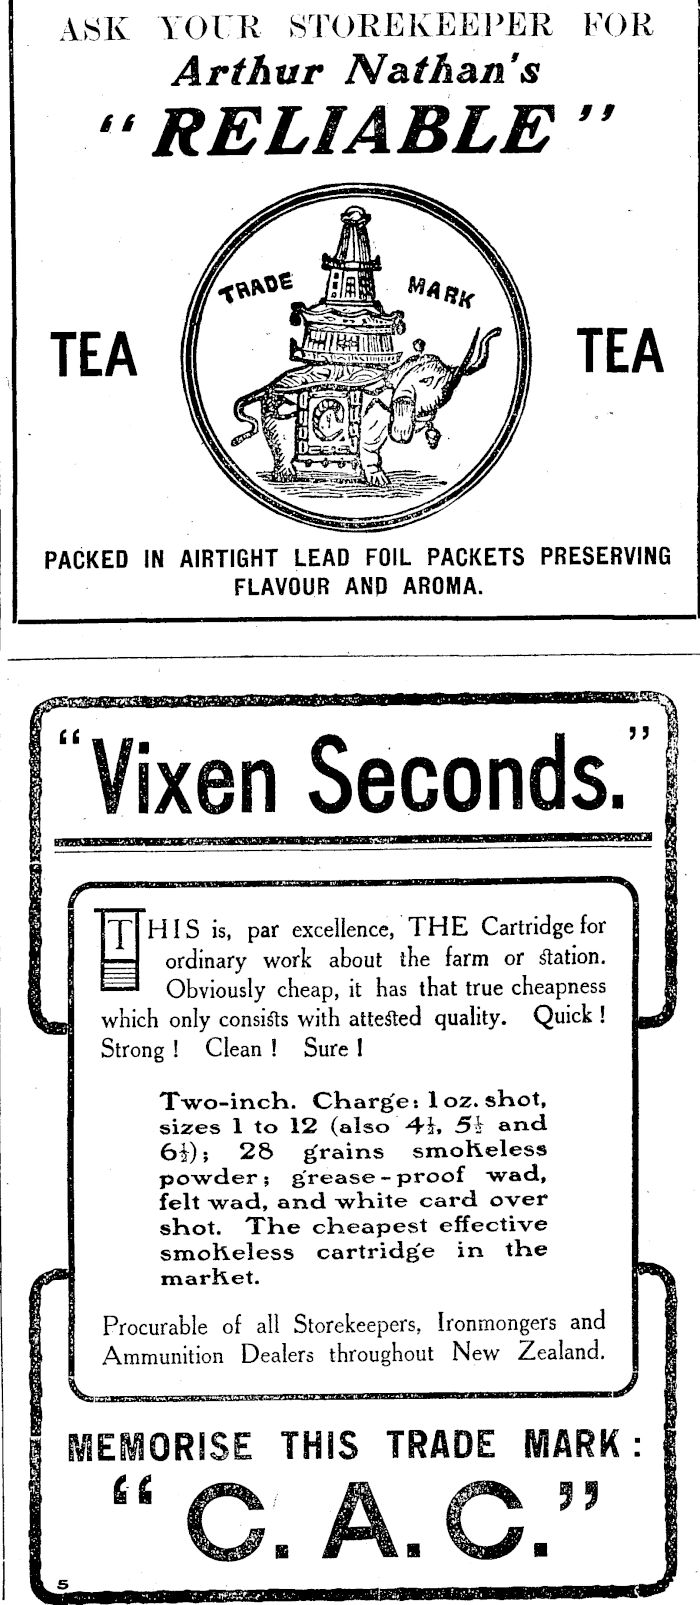 ASK YOUR STOREKEEPER FOR
Arthur Nathan's
"RELIABLE"
TRADE MARK
TEA TEA
C
PACKED IN AIRTIGHT LEAD FOIL PACKETS PRESERVING
FLAVOUR AND AROMA.
"Vixen Seconds."
THIS is, par excellence, THE Cartridge for
ordinary work about the farm or station.
Obviously cheap, it has that true cheapness
which only consists with attested quality. Quick!
Strong! Clean! Sure!
Two-inch. Charge: 1 oz. shot,
sizes 1 to 12 (also 4½, 5½ and
6½); 28 grains smokeless
powder; grease-proof wad,
felt wad, and white card over
shot. The cheapest effective
smokeless cartridge in the
market.
Procurable of all Storekeepers, Ironmongers and
Ammunition Dealers throughout New Zealand.
MEMORISE THIS TRADE MARK:
"C.A.C."
5